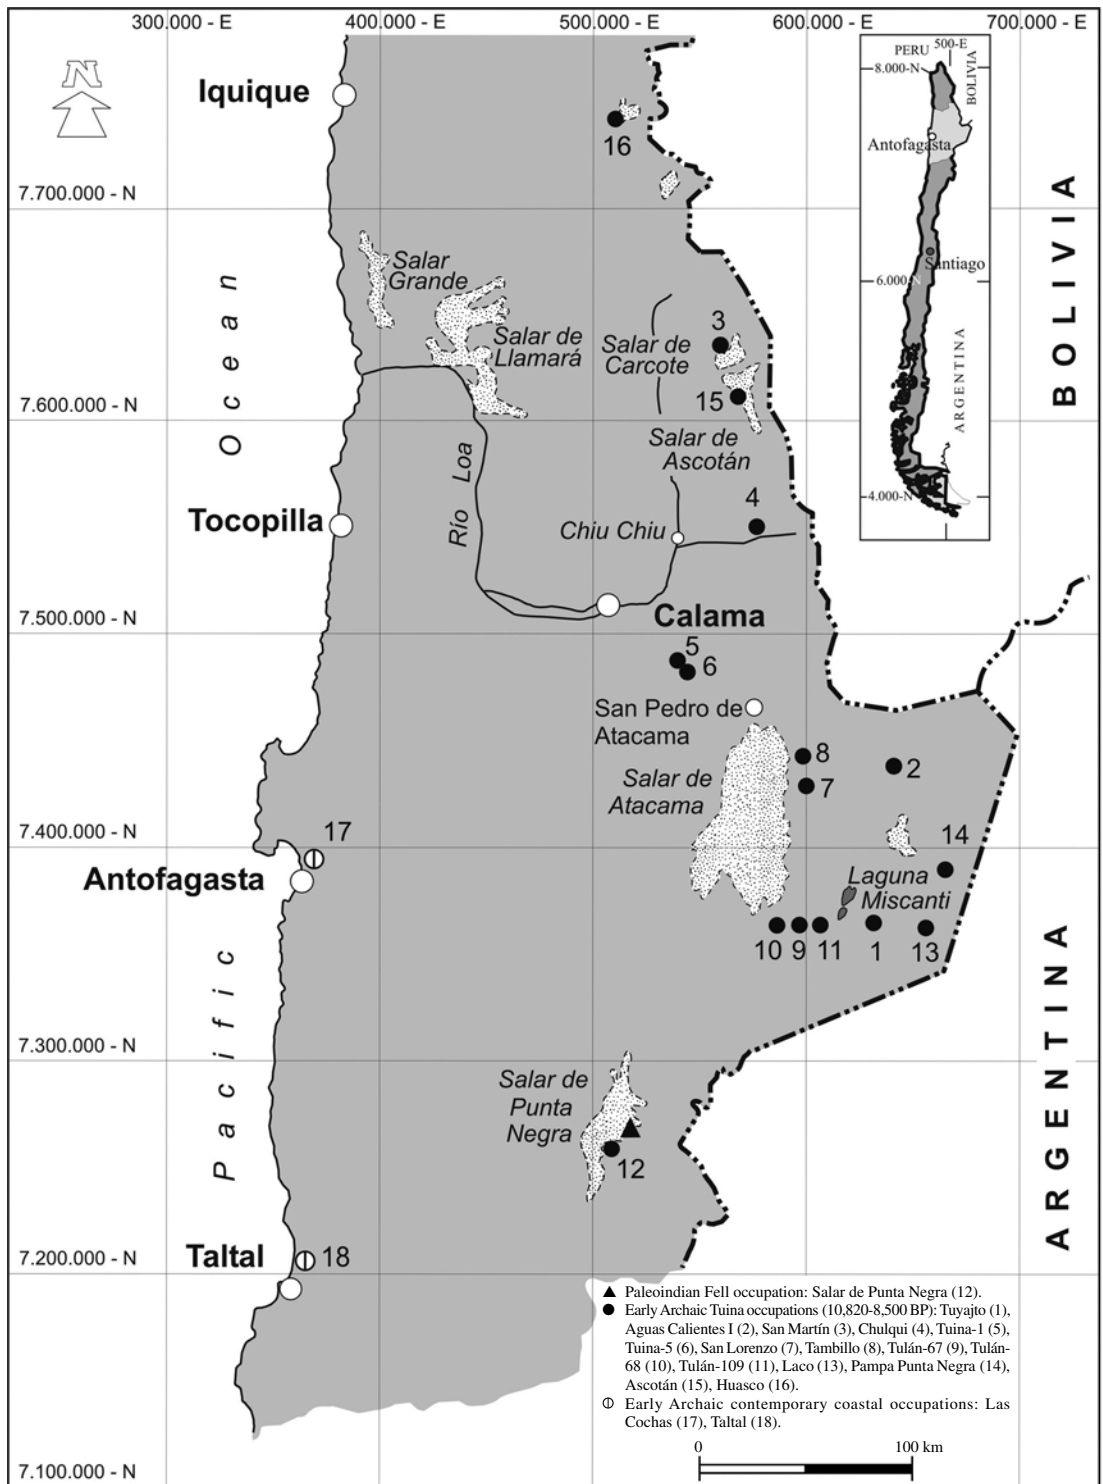 300.000 - E
400.000 - E
500.000 - E
600.000 - E
700.000 - E
N
Iquique
16
7.700.000 - N
PERU
500-E
8.000-N
BOLIVIA
Antofagasta
Santiago
6.000-N
ARGENTINA
4.000-N
BOLIVIA
Ocean
Salar
Grande
Salar de
Llamará
Salar de
Carcote
3
15
7.600.000 - N
Salar de
Ascotán
Río Loa
4
Tocopilla
Chiu Chiu
Calama
7.500.000 - N
5
6
San Pedro de
Atacama
8
2
7
Salar de
Atacama
7.400.000 - N
17
14
Antofagasta
Laguna
Miscanti
10
9
11
1
13
Pacific
ARGENTINA
7.300.000 - N
Salar de
Punta
Negra
12
Taltal
18
7.200.000 - N
Paleoindian Fell occupation: Salar de Punta Negra (12).
Early Archaic Tuina occupations (10,820-8,500 BP): Tuyajto (1),
Aguas Calientes I (2), San Martín (3), Chulqui (4), Tuina-1 (5),
Tuina-5 (6), San Lorenzo (7), Tambillo (8), Tulán-67 (9), Tulán-
68 (10), Tulán-109 (11), Laco (13), Pampa Punta Negra (14),
Ascotán (15), Huasco (16).
Early Archaic contemporary coastal occupations: Las
Cochas (17), Taltal (18).
0
100 km
7.100.000 - N